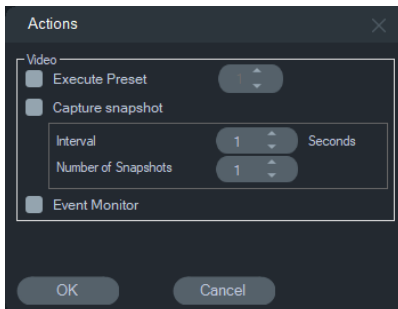 Actions
Video
Execute Preset 1
Capture snapshot
Interval 1 Seconds
Number of Snapshots 1
Event Monitor
OK Cancel